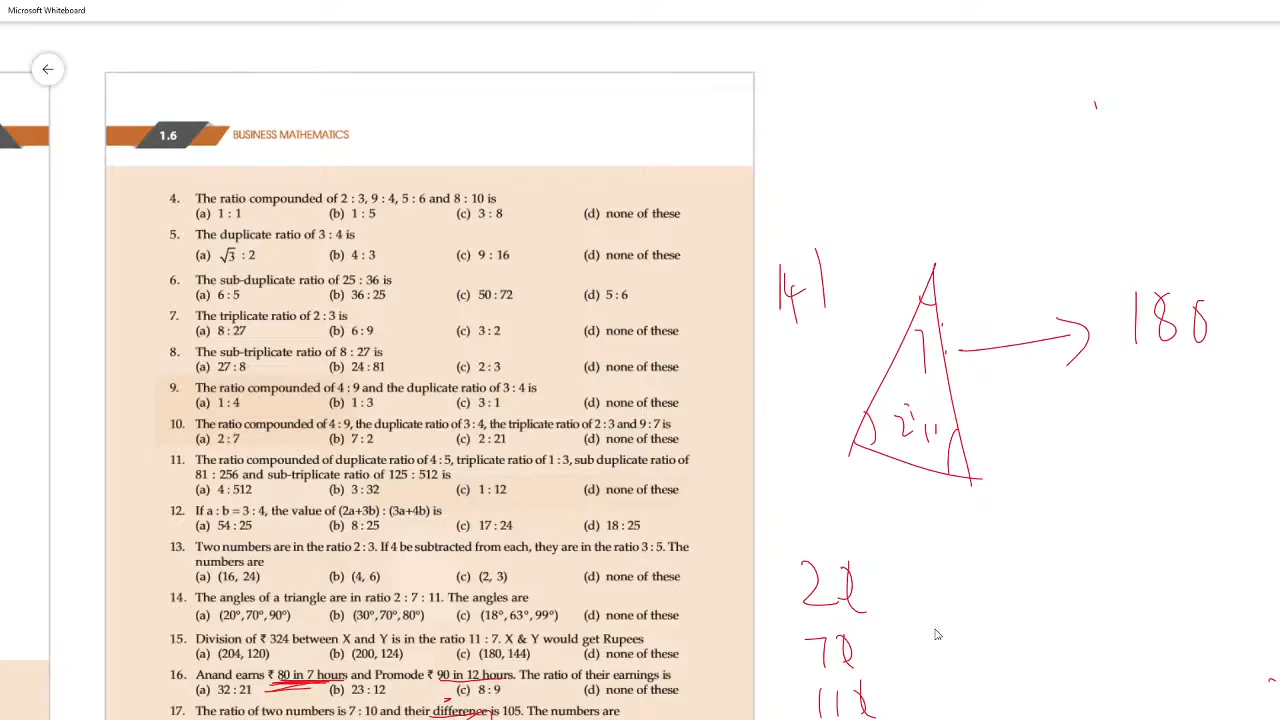 Microsoft Whiteboard
1.6 BUSINESS MATHEMATICS
4. The ratio compounded of 2 : 3, 9 : 4, 5 : 6 and 8 : 10 is
(a) 1 : 1 (b) 1 : 5 (c) 3 : 8 (d) none of these
5. The duplicate ratio of 3 : 4 is
(a) √3 : 2 (b) 4 : 3 (c) 9 : 16 (d) none of these
6. The sub-duplicate ratio of 25 : 36 is
(a) 6 : 5 (b) 36 : 25 (c) 50 : 72 (d) 5 : 6
7. The triplicate ratio of 2 : 3 is
(a) 8 : 27 (b) 6 : 9 (c) 3 : 2 (d) none of these
8. The sub-triplicate ratio of 8 : 27 is
(a) 27 : 8 (b) 24 : 81 (c) 2 : 3 (d) none of these
9. The ratio compounded of 4 : 9 and the duplicate ratio of 3 : 4 is
(a) 1 : 4 (b) 1 : 3 (c) 3 : 1 (d) none of these
10. The ratio compounded of 4 : 9, the duplicate ratio of 3 : 4, the triplicate ratio of 2 : 3 and 9 : 7 is
(a) 2 : 7 (b) 7 : 2 (c) 2 : 21 (d) none of these
11. The ratio compounded of duplicate ratio of 4 : 5, triplicate ratio of 1 : 3, sub duplicate ratio of
81 : 256 and sub-triplicate ratio of 125 : 512 is
(a) 4 : 512 (b) 3 : 32 (c) 1 : 12 (d) none of these
12. If a : b = 3 : 4, the value of (2a+3b) : (3a+4b) is
(a) 54 : 25 (b) 8 : 25 (c) 17 : 24 (d) 18 : 25
13. Two numbers are in the ratio 2 : 3. If 4 be subtracted from each, they are in the ratio 3 : 5. The
numbers are
(a) (16, 24) (b) (4, 6) (c) (2, 3) (d) none of these
14. The angles of a triangle are in ratio 2 : 7 : 11. The angles are
(a) (20°, 70°, 90°) (b) (30°, 70°, 80°) (c) (18°, 63°, 99°) (d) none of these
15. Division of ₹ 324 between X and Y is in the ratio 11 : 7. X & Y would get Rupees
(a) (204, 120) (b) (200, 124) (c) (180, 144) (d) none of these
16. Anand earns ₹ 80 in 7 hours and Promode ₹ 90 in 12 hours. The ratio of their earnings is
(a) 32 : 21 (b) 23 : 12 (c) 8 : 9 (d) none of these
17. The ratio of two numbers is 7 : 10 and their difference is 105. The numbers are
14)
180
7
2 11
2x
7x
11x